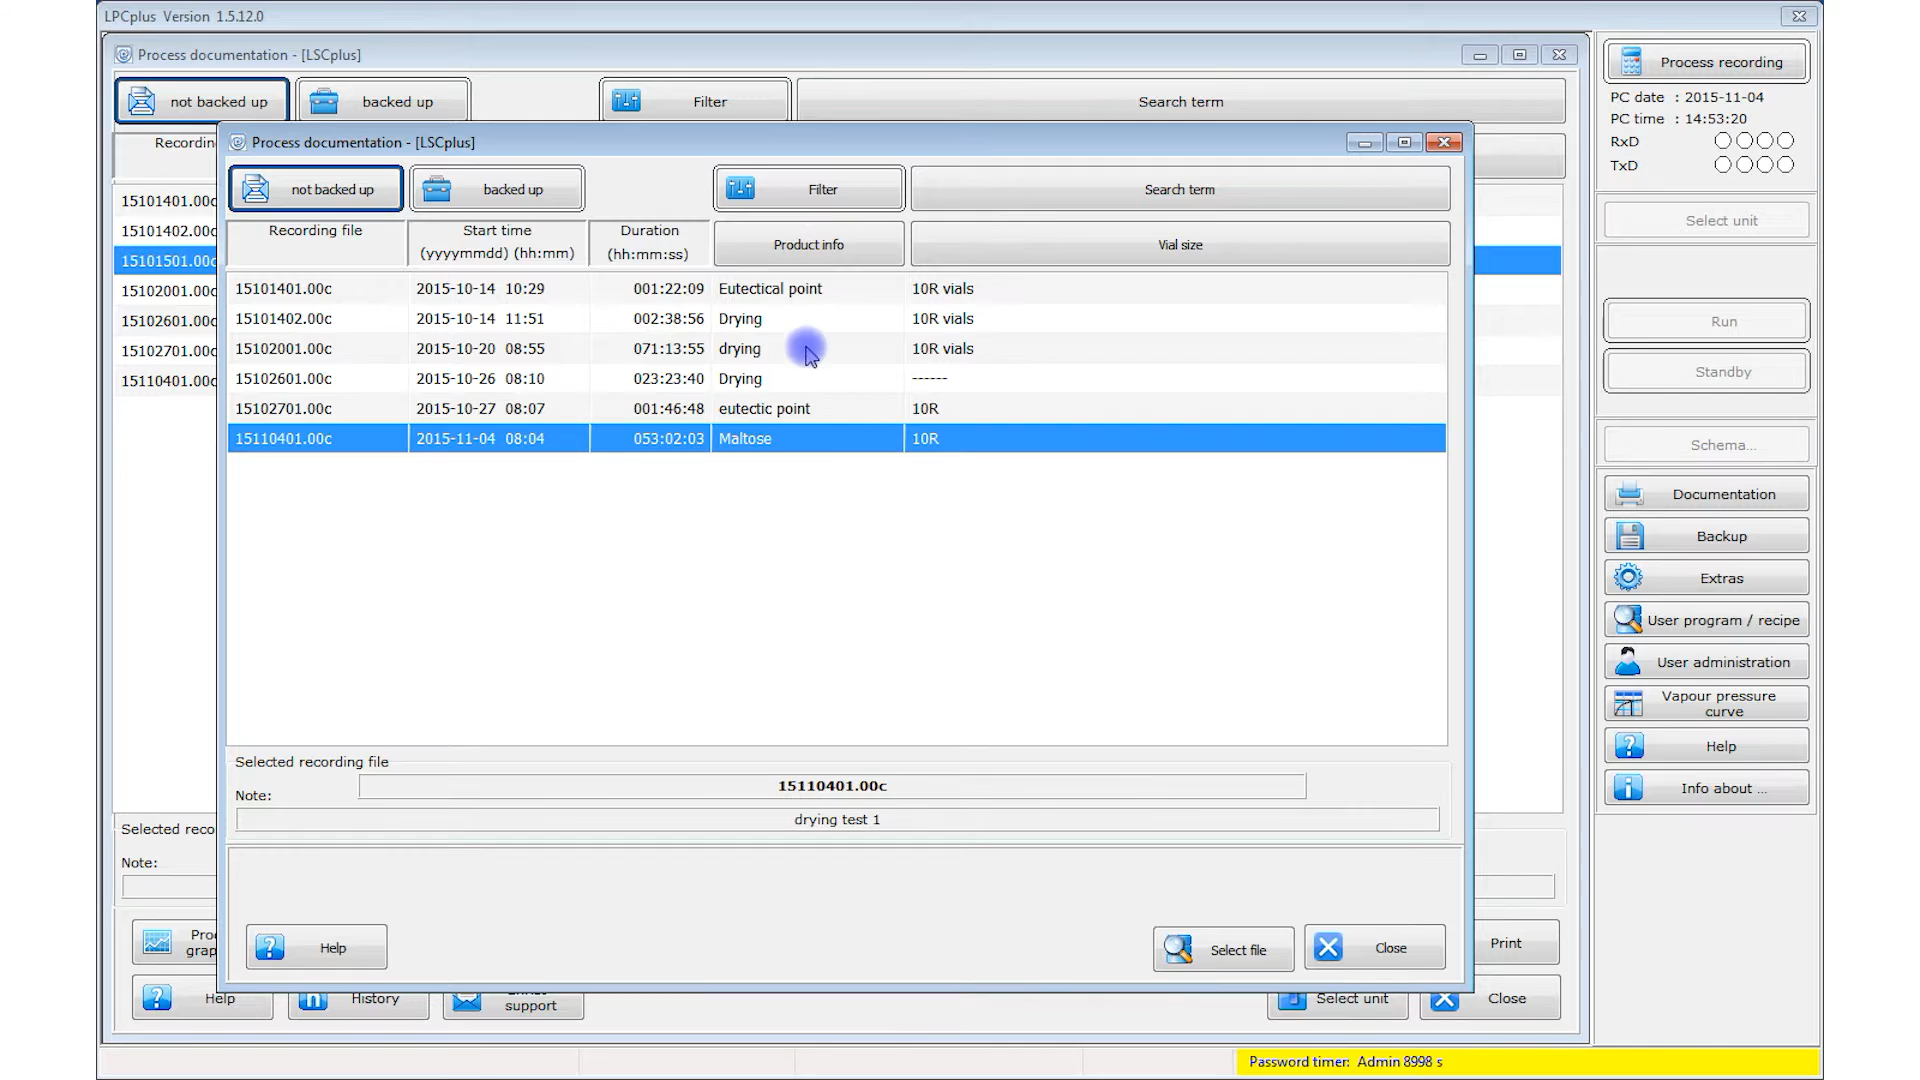 LPCplus  Version  1.5.12.0
Process documentation - [LSCplus]
not backed up
backed up
Filter
Search term
Recordin
15101401.00c
15101402.00c
15101501.00c
15102001.00c
15102601.00c
15102701.00c
15110401.00c
Selected reco
Note:
Process documentation - [LSCplus]
not backed up
backed up
Filter
Search term
Recording file
Start time
(yyyymmdd) (hh:mm)
Duration
(hh:mm:ss)
Product info
Vial size
15101401.00c 2015-10-14 10:29 001:22:09 Eutectical point 10R vials
15101402.00c 2015-10-14 11:51 002:38:56 Drying 10R vials
15102001.00c 2015-10-20 08:55 071:13:55 drying 10R vials
15102601.00c 2015-10-26 08:10 023:23:40 Drying ------
15102701.00c 2015-10-27 08:07 001:46:48 eutectic point 10R
15110401.00c 2015-11-04 08:04 053:02:03 Maltose 10R
Selected recording file
15110401.00c
Note:
drying test 1
Help
Select file
Close
Print
Help
History
support
Select unit
Close
Process recording
PC date : 2015-11-04
PC time : 14:53:20
RxD
TxD
Select unit
Run
Standby
Schema...
Documentation
Backup
Extras
User program / recipe
User administration
Vapour pressure
curve
Help
Info about ...
Password timer: Admin 8998 s